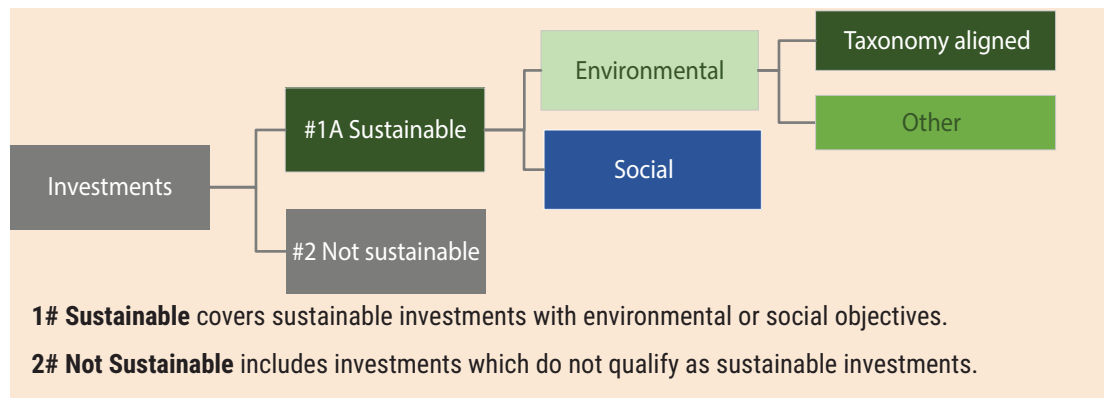 Taxonomy aligned
Environmental
Other
#1A Sustainable
Social
Investments
#2 Not sustainable
1# Sustainable covers sustainable investments with environmental or social objectives.
2# Not Sustainable includes investments which do not qualify as sustainable investments.